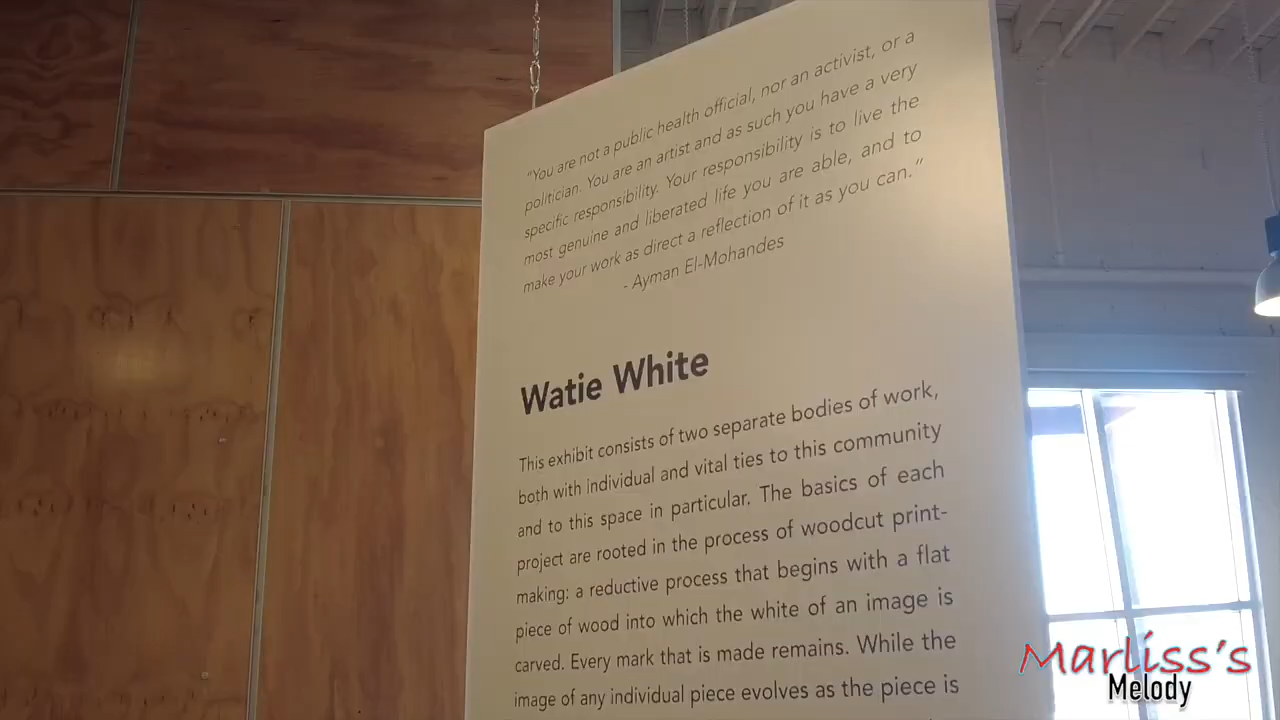 “You are not a public health official, nor an activist, or a
politician. You are an artist and as such you have a very
specific responsibility. Your responsibility is to live the
most genuine and liberated life you are able, and to
make your work as direct a reflection of it as you can.”
- Ayman El-Mohandes
Watie White
This exhibit consists of two separate bodies of work,
both with individual and vital ties to this community
and to this space in particular. The basics of each
project are rooted in the process of woodcut print-
making: a reductive process that begins with a flat
piece of wood into which the white of an image is
carved. Every mark that is made remains. While the
image of any individual piece evolves as the piece is
Marliss's
Melody